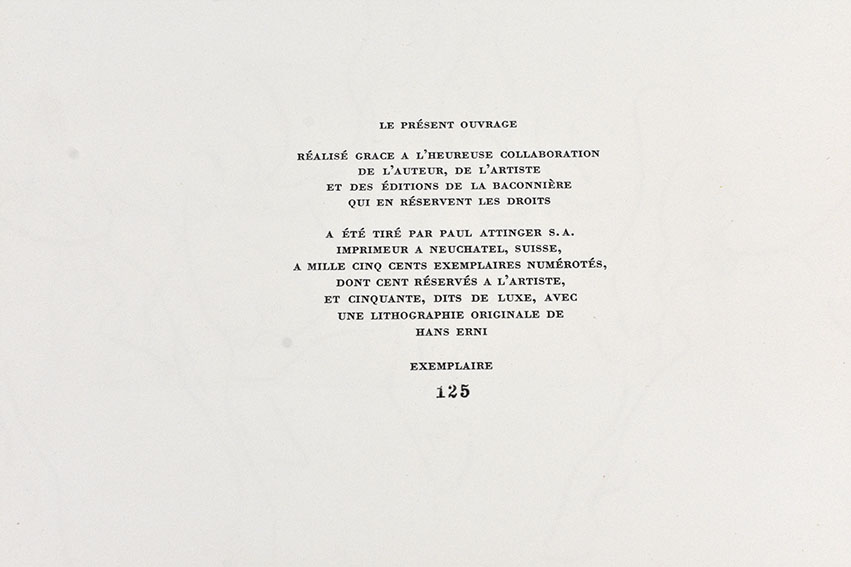 LE PRÉSENT OUVRAGE
RÉALISÉ GRACE A L'HEUREUSE COLLABORATION
DE L'AUTEUR, DE L'ARTISTE
ET DES ÉDITIONS DE LA BACONNIÈRE
QUI EN RÉSERVENT LES DROITS
A ÉTÉ TIRÉ PAR PAUL ATTINGER S.A.
IMPRIMEUR A NEUCHATEL, SUISSE,
A MILLE CINQ CENTS EXEMPLAIRES NUMÉROTÉS,
DONT CENT RÉSERVÉS A L'ARTISTE,
ET CINQUANTE, DITS DE LUXE, AVEC
UNE LITHOGRAPHIE ORIGINALE DE
HANS ERNI
EXEMPLAIRE
125